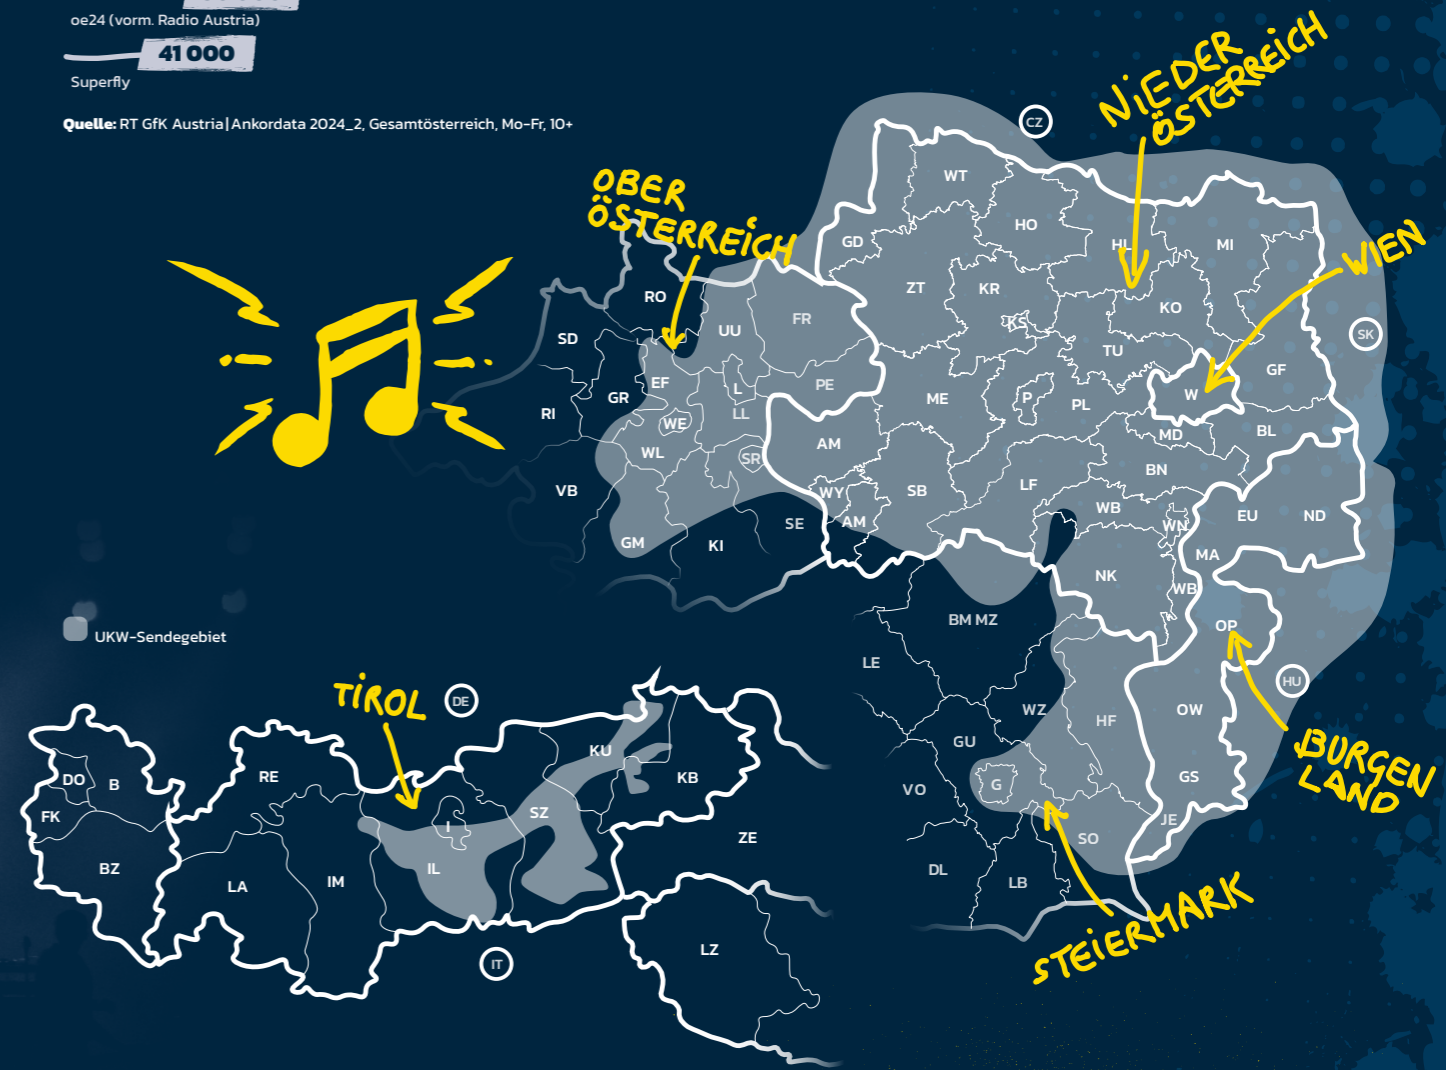 oe24 (vorm. Radio Austria)
41 000
Superfly
Quelle: RT GfK Austria|Ankordata 2024_2, Gesamtösterreich, Mo-Fr, 10+
NiEDER
ÖSTERREiCH
CZ
OBER
ÖSTERREiCH
WT
HO
GD
HL
MI
WIEN
ZT
KR
RO
KO
FR
UU
KS
SK
SD
TU
GF
EF
PE
L
GR
ME
P
PL
W
RI
LL
WE
MD
BL
AM
WL
SR
BN
VB
WY
SB
LF
WB
EU
ND
SE
AM
WN
GM
KI
MA
NK
WB
BM MZ
OP
UKW-Sendegebiet
LE
HU
TiROL
DE
WZ
OW
HF
KU
GU
BURGEN
LAND
DO
B
RE
KB
GS
VO
G
FK
I
SZ
JE
ZE
SO
BZ
IL
LA
IM
DL
LB
STEiERMARK
LZ
IT